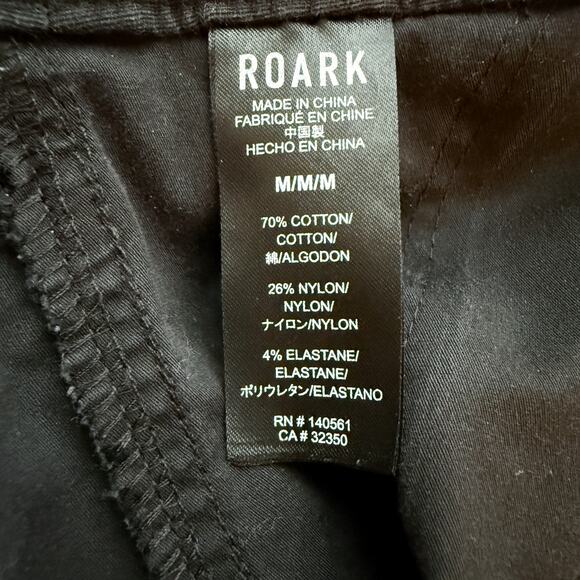 ROARK
MADE IN CHINA
FABRIQUÉ EN CHINE
中国製
HECHO EN CHINA
M/M/M
70% COTTON/
COTTON/
綿/ALGODON
26% NYLON/
NYLON/
ナイロン/NYLON
4% ELASTANE/
ELASTANE/
ポリウレタン/ELASTANO
RN # 140561
CA # 32350